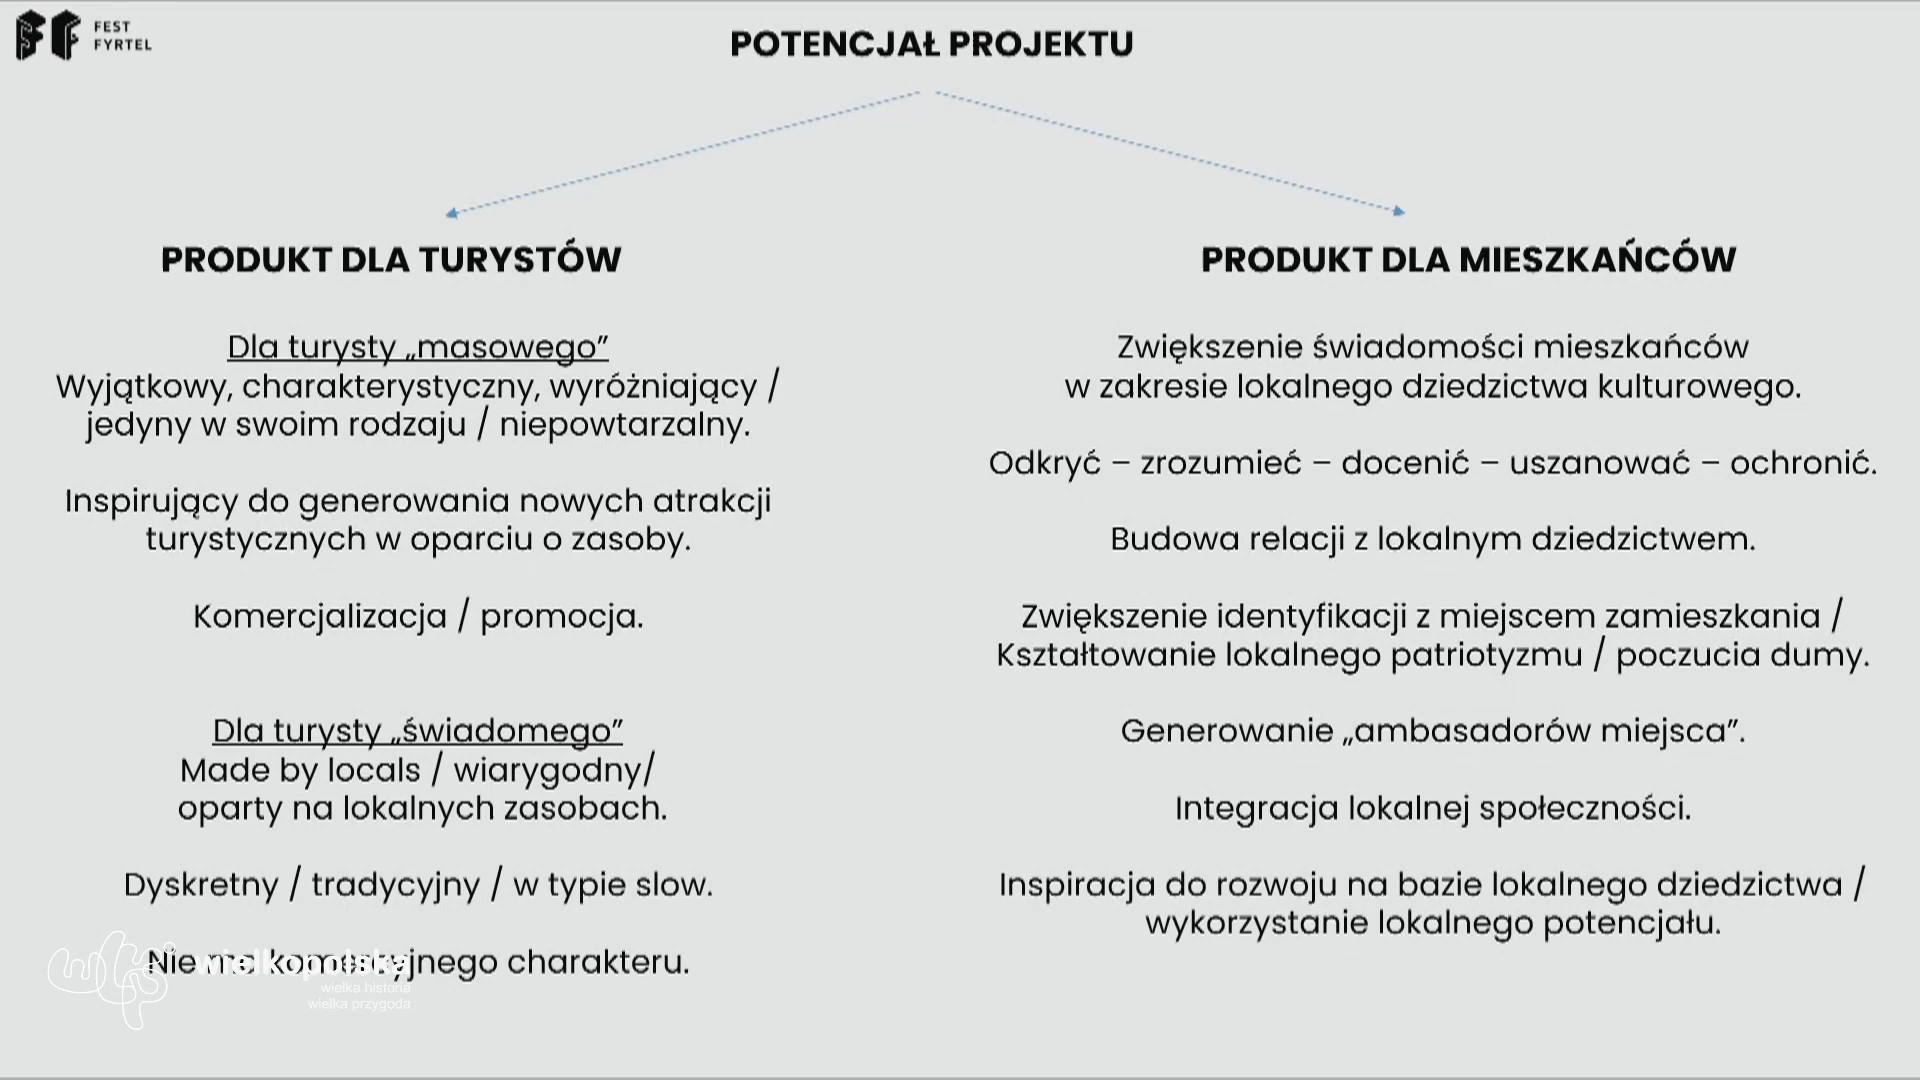 FEST
FYRTEL
POTENCJAŁ PROJEKTU
PRODUKT DLA TURYSTÓW
Dla turysty „masowego”
Wyjątkowy, charakterystyczny, wyróżniający /
jedyny w swoim rodzaju / niepowtarzalny.
Inspirujący do generowania nowych atrakcji
turystycznych w oparciu o zasoby.
Komercjalizacja / promocja.
Dla turysty „świadomego”
Made by locals / wiarygodny/
oparty na lokalnych zasobach.
Dyskretny / tradycyjny / w typie slow.
Nie ma komercyjnego charakteru.
PRODUKT DLA MIESZKAŃCÓW
Zwiększenie świadomości mieszkańców
w zakresie lokalnego dziedzictwa kulturowego.
Odkryć – zrozumieć – docenić – uszanować – ochronić.
Budowa relacji z lokalnym dziedzictwem.
Zwiększenie identyfikacji z miejscem zamieszkania /
Kształtowanie lokalnego patriotyzmu / poczucia dumy.
Generowanie „ambasadorów miejsca”.
Integracja lokalnej społeczności.
Inspiracja do rozwoju na bazie lokalnego dziedzictwa /
wykorzystanie lokalnego potencjału.
wielkopolska
wielka historia
wielka przygoda